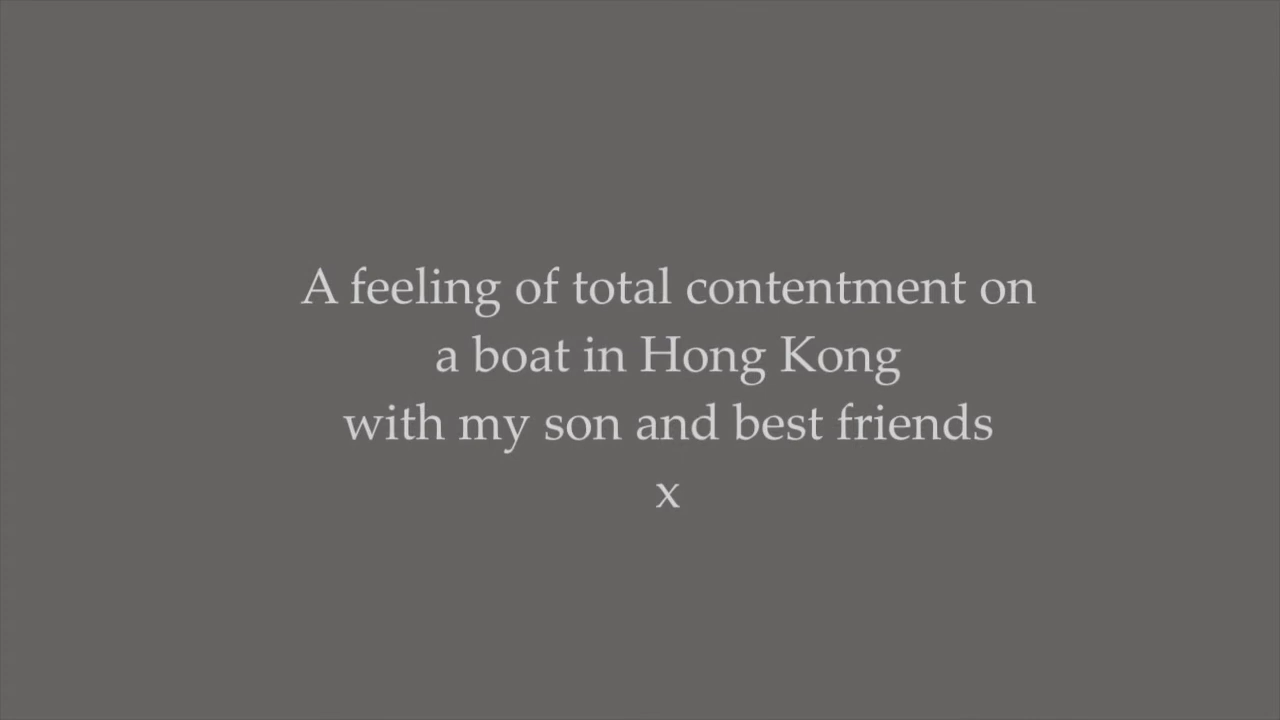 A feeling of total contentment on
a boat in Hong Kong
with my son and best friends
x